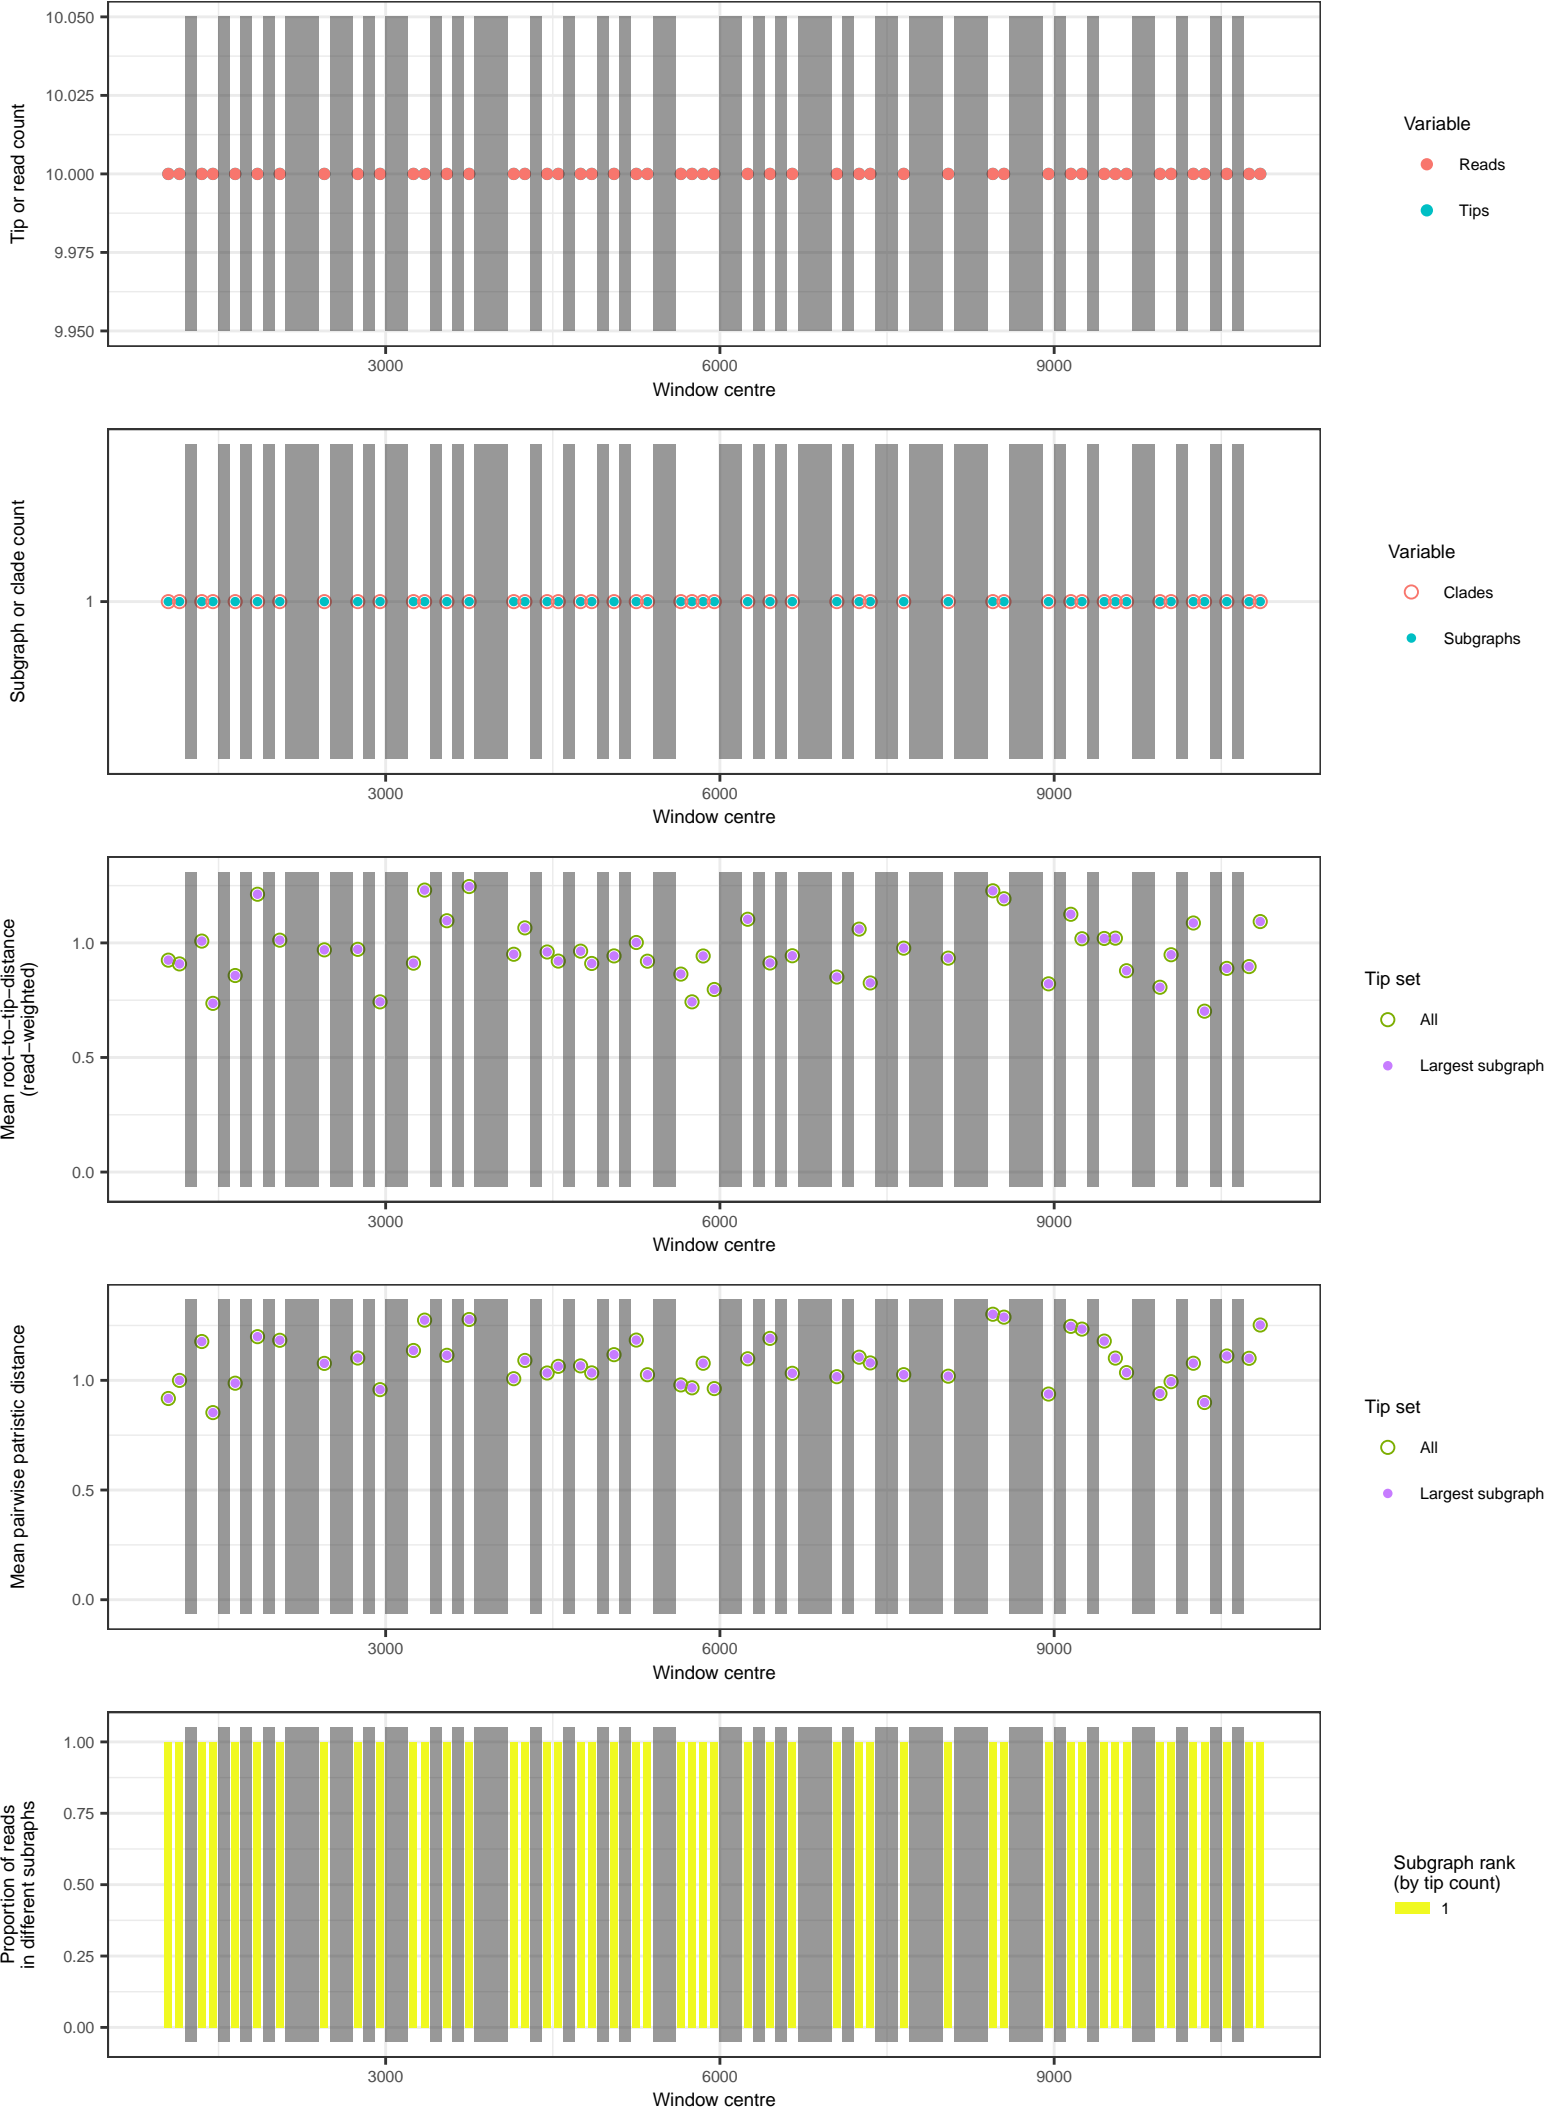 10.050
10.025
10.000
9.975
9.950
Tip or read count
3000 6000 9000
Window centre
Variable
Reads
Tips
1
Subgraph or clade count
3000 6000 9000
Window centre
Variable
Clades
Subgraphs
1.0
0.5
0.0
Mean root−to−tip−distance
(read−weighted)
3000 6000 9000
Window centre
Tip set
All
Largest subgraph
1.0
0.5
0.0
Mean pairwise patristic distance
3000 6000 9000
Window centre
Tip set
All
Largest subgraph
1.00
0.75
0.50
0.25
0.00
Proportion of reads
in different subraphs
3000 6000 9000
Window centre
Subgraph rank
(by tip count)
1